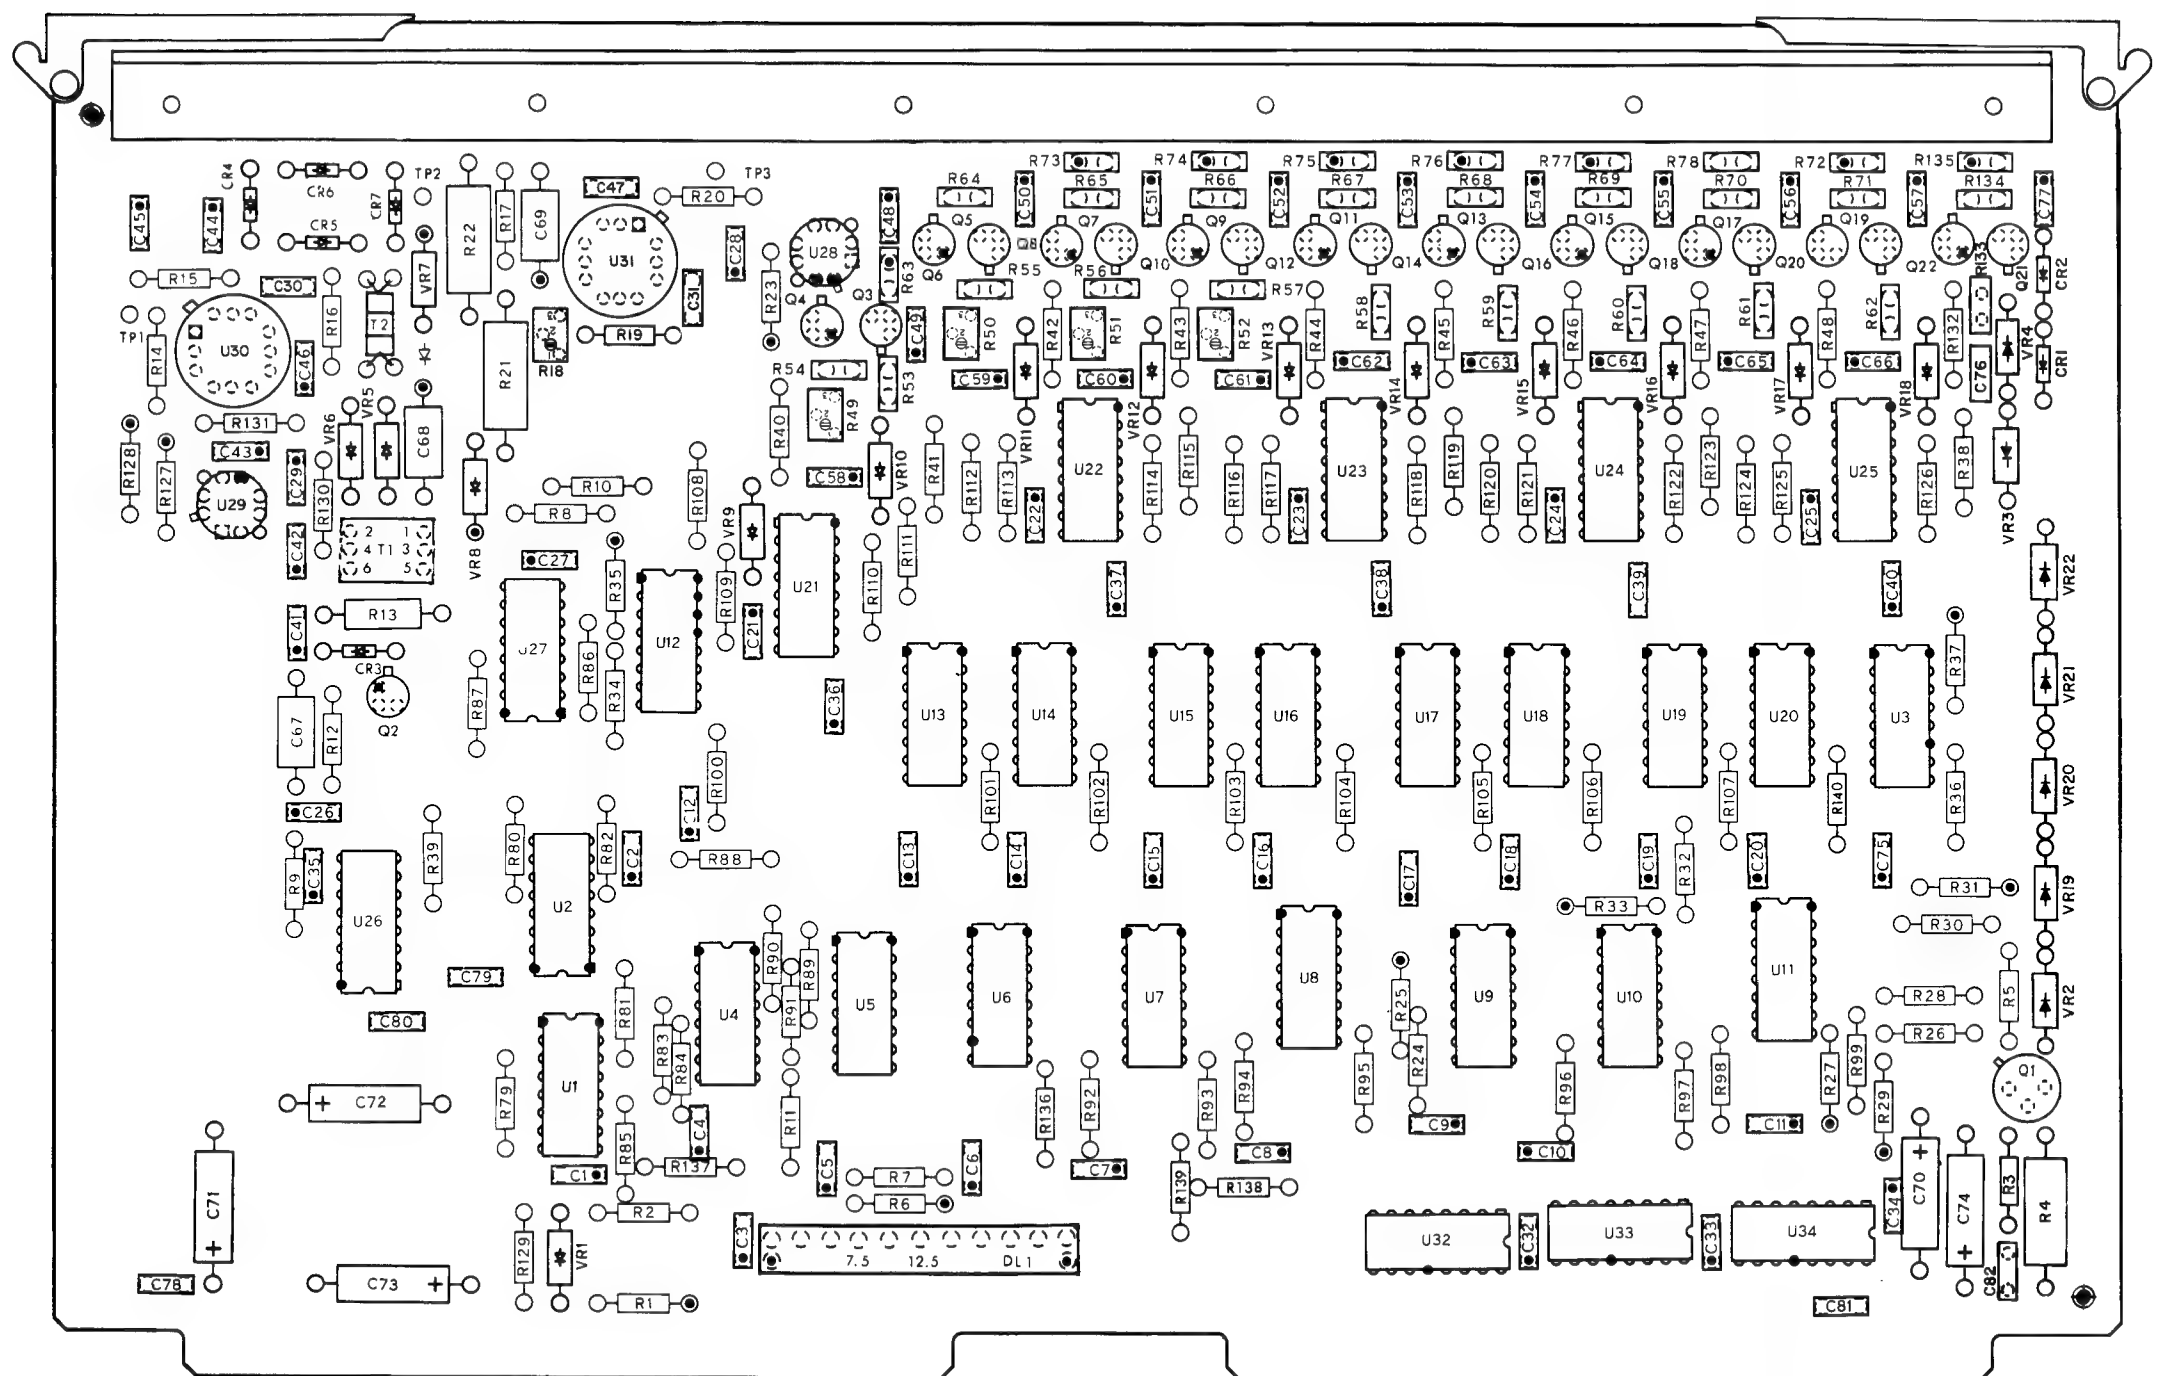 R73 R74 R75 R76 R77 R78 R72 R135
CR4 CR6 CR7 TP2 C47 R20 TP3
R64 C50 R65 C51 R66 C52 R67 C53 R68 C54 R69 C55 R70 C56 R71 C57 R134 C77
C45 C44 CR5 R22 R17 C69 C48
Q5 Q7 Q9 Q11 Q13 Q15 Q17 Q19
U31 C28 U28 Q8
Q6 Q10 Q12 Q14 Q16 Q18 Q20 Q22 R133 Q21 CR2
R15 C30 VR7 C31 R23 R63 R55 R56 R57
Q4 Q3 R58 R59 R60 R61 R62
TP1 R14 U30 R16 T2 R18 R19 C49 R50 R42 R51 R43 R52 VR13 R44 R45 R46 R47 R48 R132 VR4 CR1
C46 R21 R54 R53 C59 C60 C61 C62 C63 C64 C65 C66 C76
VR14 VR15 VR16 VR17 VR18
R131 VR6 VR5 C68 R40 R49 VR11 VR12
R128 R127 C43 C29 R130 R108 C58 VR10 R41 R112 R113 U22 R114 R115 R116 R117 U23 R118 R119 R120 R121 U24 R122 R123 R124 R125 U25 R126 R38 VR3
U29 R10 R8 VR9 C22 C23 C24 C25
C42 2 1
4 T1 3
6 5
VR8 C27 R35 R109 U21 R110 R111 C37 C38 C39 C40 VR22
C41 R13 C21
CR3 U27 R86 U12 R37 VR21
Q2 R87 R34 C36
C67 R12 U13 U14 U15 U16 U17 U18 U19 U20 U3
R100 R101 R102 R103 R104 R105 R106 R107 R140 R36 VR20
C26 C12
R9 C35 R39 R80 R82 C2 R88 C13 C14 C15 C16 C17 C18 C19 R32 C20 C75
U26 U2 R33 R31 VR19
R30
C79 R90 R89 U8 U11
C80 R81 R91 U4 U5 U6 U7 R25 U9 U10 R28 R5 VR2
R83 R84 R24 R26
C72 R79 U1 R11 R136 R92 R93 R94 R95 R96 R97 R98 R27 R99 R29 Q1
R85 C4 C9 C11
C1 R137 C5 R7 C6 C7 C8 C10
C71 R2 R6 R139 R138 C34 C70 C74 R3 R4
C3 U32 C32 U33 C33 U34
7.5 12.5 DL1
C78 C73 R129 VR1 C82
R1 C81